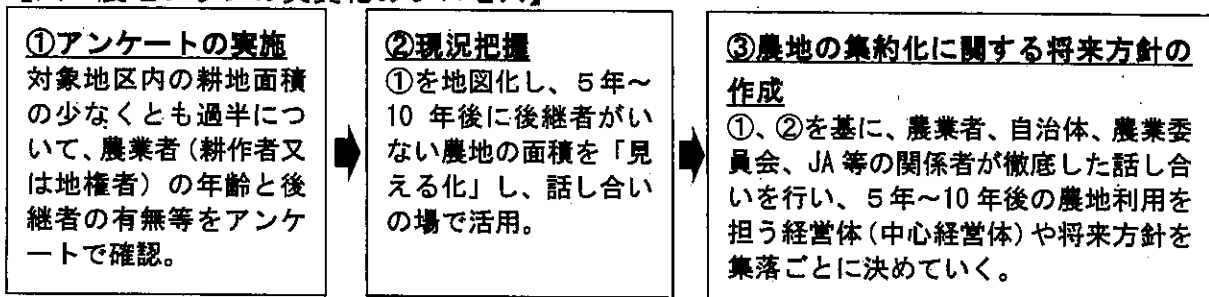 ①アンケートの実施
対象地区内の耕地面積
の少なくとも過半につ
いて、農業者（耕作者又
は地権者）の年齢と後
継者の有無等をアンケ
ートで確認。
②現況把握
①を地図化し、５年～
10 年後に後継者がい
ない農地の面積を「見
える化」し、話し合い
の場で活用。
③農地の集約化に関する将来方針の
作成
①、②を基に、農業者、自治体、農業委
員会、JA 等の関係者が徹底した話し合
いを行い、５年～10 年後の農地利用を
担う経営体（中心経営体）や将来方針を
集落ごとに決めていく。